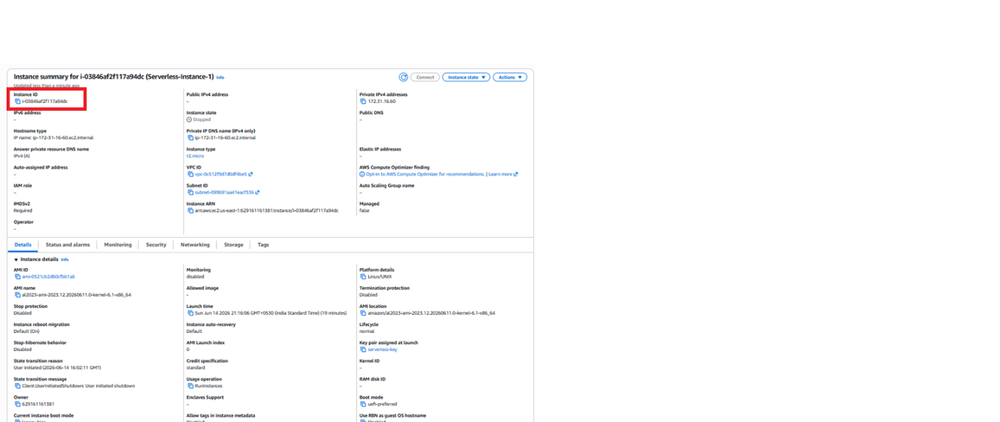 Instance summary for i-03846af2f117a94dc (Serverless-Instance-1) Info
Connect
Instance state
Actions
Updated less than a minute ago
Instance ID
i-03846af2f117a94dc
Public IPv4 address
–
Private IPv4 addresses
172.31.16.60
IPv6 address
–
Instance state
Stopped
Public DNS
–
Hostname type
IP name: ip-172-31-16-60.ec2.internal
Private IP DNS name (IPv4 only)
ip-172-31-16-60.ec2.internal
Answer private resource DNS name
IPv4 (A)
Instance type
t2.micro
Elastic IP addresses
–
Auto-assigned IP address
–
VPC ID
vpc-0c512f9d7d0df4be5
AWS Compute Optimizer finding
Opt-in to AWS Compute Optimizer for recommendations. | Learn more
IAM role
–
Subnet ID
subnet-099b91aa41eacf336
Auto Scaling Group name
–
IMDSv2
Required
Instance ARN
arn:aws:ec2:us-east-1:629161161381:instance/i-03846af2f117a94dc
Managed
false
Operator
–
Details
Status and alarms
Monitoring
Security
Networking
Storage
Tags
Instance details Info
AMI ID
ami-0521cb2d60cfbb1a6
Monitoring
disabled
Platform details
Linux/UNIX
AMI name
al2023-ami-2023.12.20260611.0-kernel-6.1-x86_64
Allowed image
–
Termination protection
Disabled
Stop protection
Disabled
Launch time
Sun Jun 14 2026 21:16:06 GMT+0530 (India Standard Time) (19 minutes)
AMI location
amazon/al2023-ami-2023.12.20260611.0-kernel-6.1-x86_64
Instance reboot migration
Default (On)
Instance auto-recovery
Default
Lifecycle
normal
Stop-hibernate behavior
Disabled
AMI Launch index
0
Key pair assigned at launch
serverless-key
State transition reason
User initiated (2026-06-14 16:02:11 GMT)
Credit specification
standard
Kernel ID
–
State transition message
Client.UserInitiatedShutdown: User initiated shutdown
Usage operation
RunInstances
RAM disk ID
–
Owner
629161161381
Enclaves Support
–
Boot mode
uefi-preferred
Current instance boot mode
Allow tags in instance metadata
Use RBN as guest OS hostname